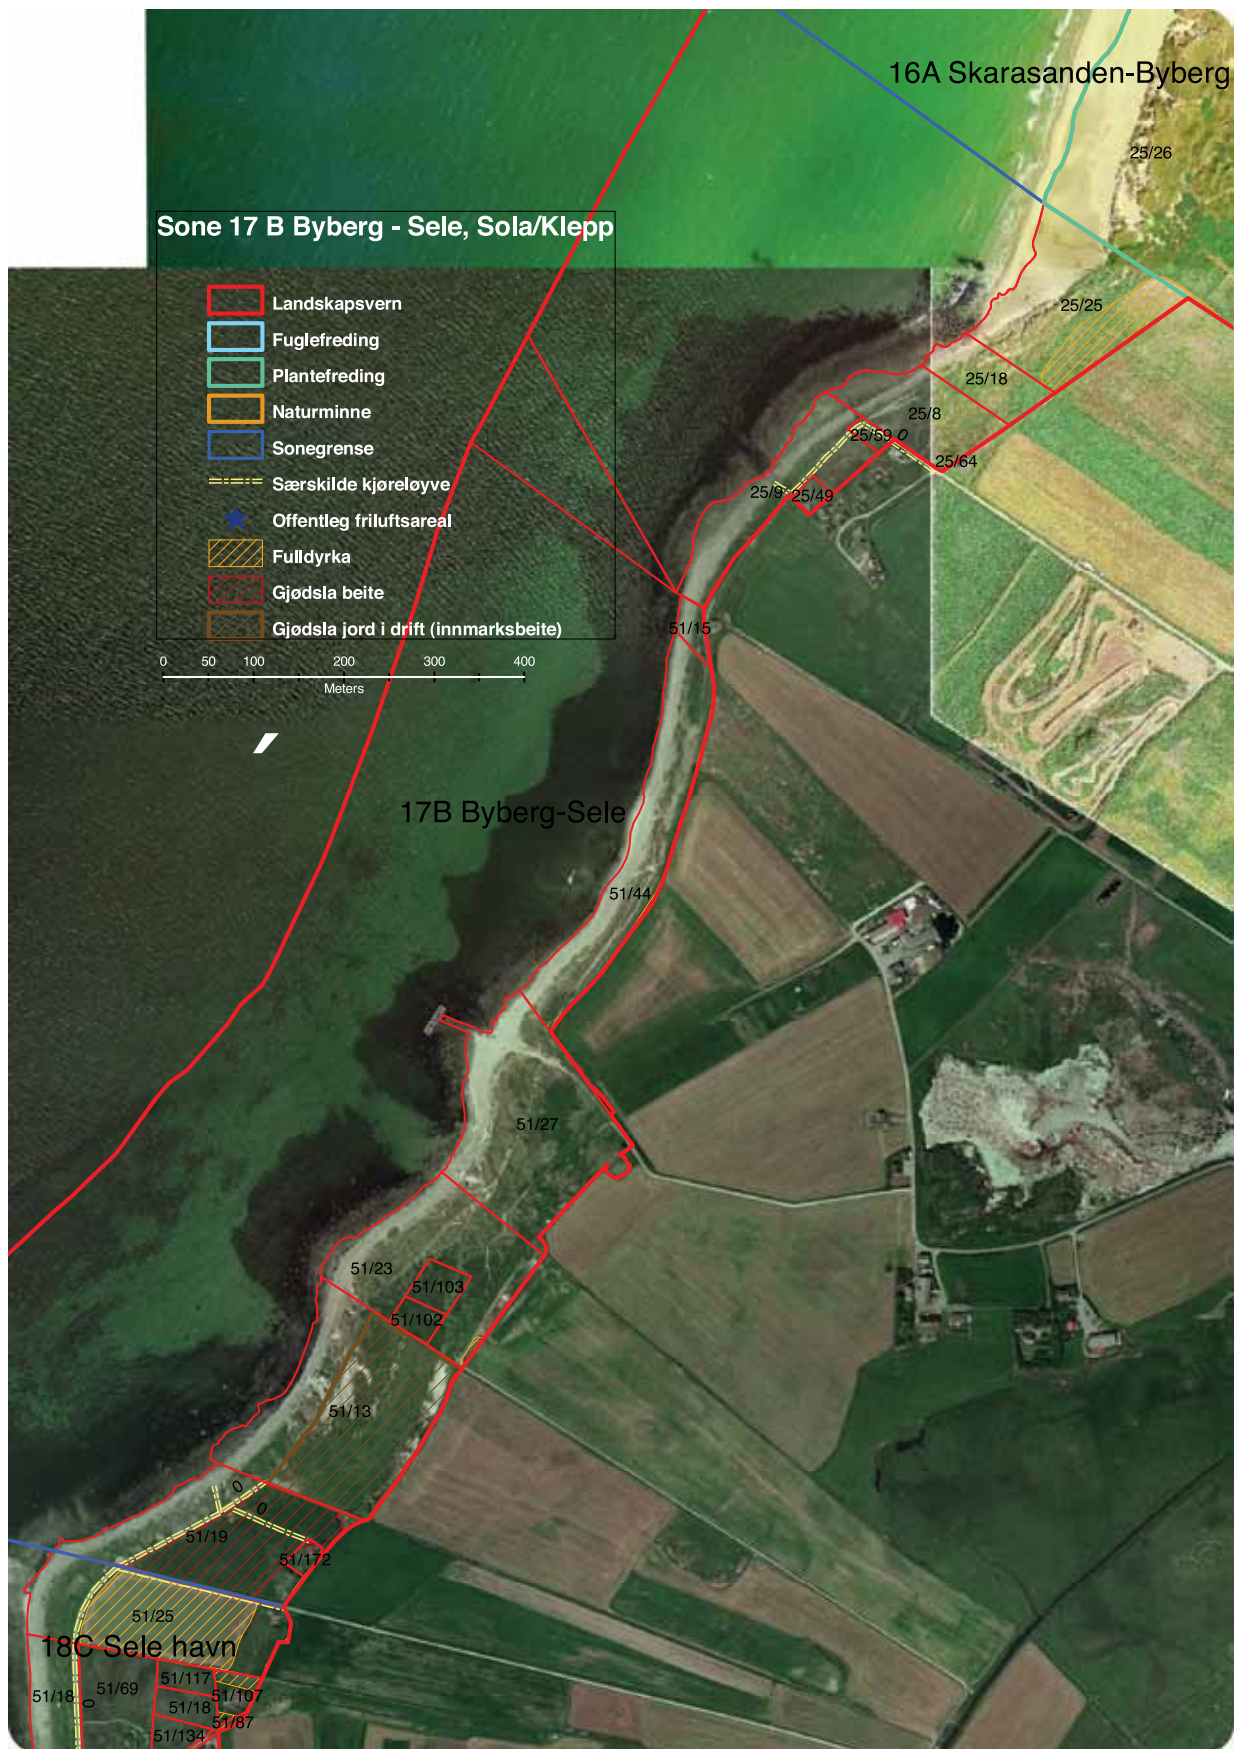 16A Skarasanden-Byberg
25/26
Sone 17 B Byberg - Sele, Sola/Klepp
Landskapsvern
Fuglefreding
Plantefreding
Naturminne
Sonegrense
Særskilde kjøreløyve
Offentleg friluftsareal
Fulldyrka
Gjødsla beite
Gjødsla jord i drift (innmarksbeite)
0 50 100 200 300 400
Meters
25/25
25/18
25/8
25/59 0
25/64
25/9 25/49
51/15
17B Byberg-Sele
51/44
51/27
51/23
51/103
51/102
51/13
0
0
51/19
51/172
51/25
18C Sele havn
51/117
51/69
51/18
0
51/107
51/18
51/87
51/134